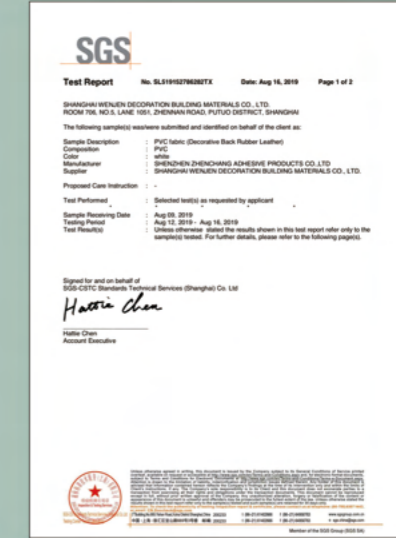 SGS
Test Report No. SL519152786282TX Date: Aug 16, 2019 Page 1 of 2
SHANGHAI WENJEN DECORATION BUILDING MATERIALS CO., LTD.
ROOM 706, NO.5, LANE 1051, ZHENNAN ROAD, PUTUO DISTRICT, SHANGHAI
The following sample(s) was/were submitted and identified on behalf of the client as:
Sample Description : PVC fabric (Decorative Back Rubber Leather)
Composition : PVC
Color : white
Manufacturer : SHENZHEN ZHENCHANG ADHESIVE PRODUCTS CO.,LTD
Supplier : SHANGHAI WENJEN DECORATION BUILDING MATERIALS CO., LTD.
Proposed Care Instruction : -
Test Performed : Selected test(s) as requested by applicant
Sample Receiving Date : Aug 09, 2019
Testing Period : Aug 12, 2019 - Aug 16, 2019
Test Result(s) : Unless otherwise stated the results shown in this test report refer only to the
sample(s) tested. For further details, please refer to the following page(s).
Signed for and on behalf of
SGS-CSTC Standards Technical Services (Shanghai) Co. Ltd
Hattie Chen
Hattie Chen
Account Executive
Member of the SGS Group (SGS SA)